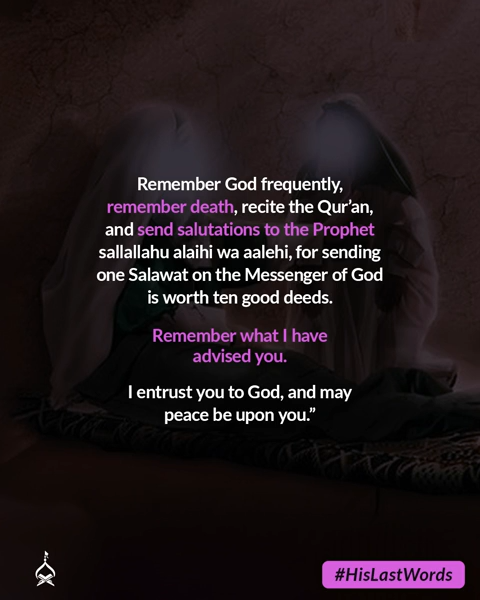 Remember God frequently,
remember death, recite the Qur'an,
and send salutations to the Prophet
sallallahu alaihi wa aalehi, for sending
one Salawat on the Messenger of God
is worth ten good deeds.
Remember what I have
advised you.
I entrust you to God, and may
peace be upon you.”
#HisLastWords